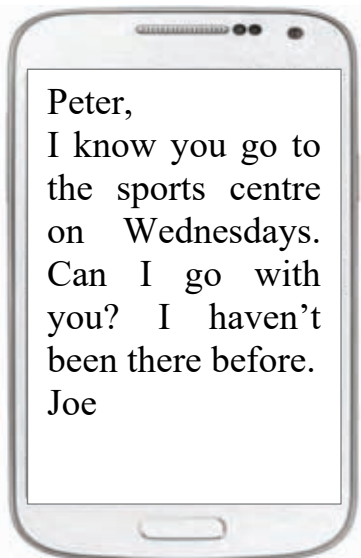 Peter,
I know you go to
the sports centre
on Wednesdays.
Can I go with
you? I haven’t
been there before.
Joe